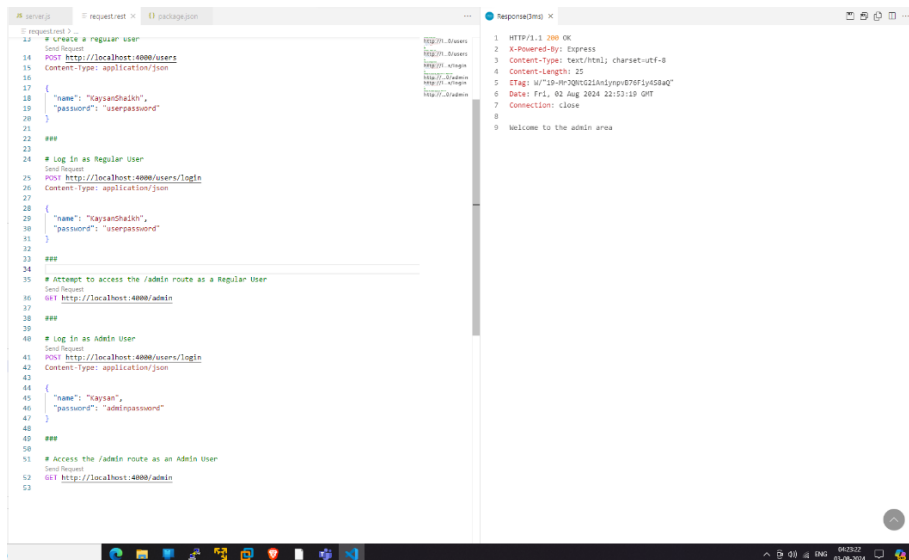 server.js
request.rest
package.json
request.rest > ...
13 # Create a regular User
Send Request
14 POST http://localhost:4000/users
15 Content-Type: application/json
16
17 {
18 "name": "KaysanShaikh",
19 "password": "userpassword"
20 }
21
22 ###
23
24 # Log in as Regular User
Send Request
25 POST http://localhost:4000/users/login
26 Content-Type: application/json
27
28 {
29 "name": "KaysanShaikh",
30 "password": "userpassword"
31 }
32
33 ###
34
35 # Attempt to access the /admin route as a Regular User
Send Request
36 GET http://localhost:4000/admin
37
38 ###
39
40 # Log in as Admin User
Send Request
41 POST http://localhost:4000/users/login
42 Content-Type: application/json
43
44 {
45 "name": "Kaysan",
46 "password": "adminpassword"
47 }
48
49 ###
50
51 # Access the /admin route as an Admin User
Send Request
52 GET http://localhost:4000/admin
53
Response(3ms)
1 HTTP/1.1 200 OK
2 X-Powered-By: Express
3 Content-Type: text/html; charset=utf-8
4 Content-Length: 25
5 ETag:
6 Date: Fri, 02 Aug 2024 22:53:19 GMT
7 Connection: close
8
9 Welcome to the admin area
ENG
04:23:22
03-08-2024